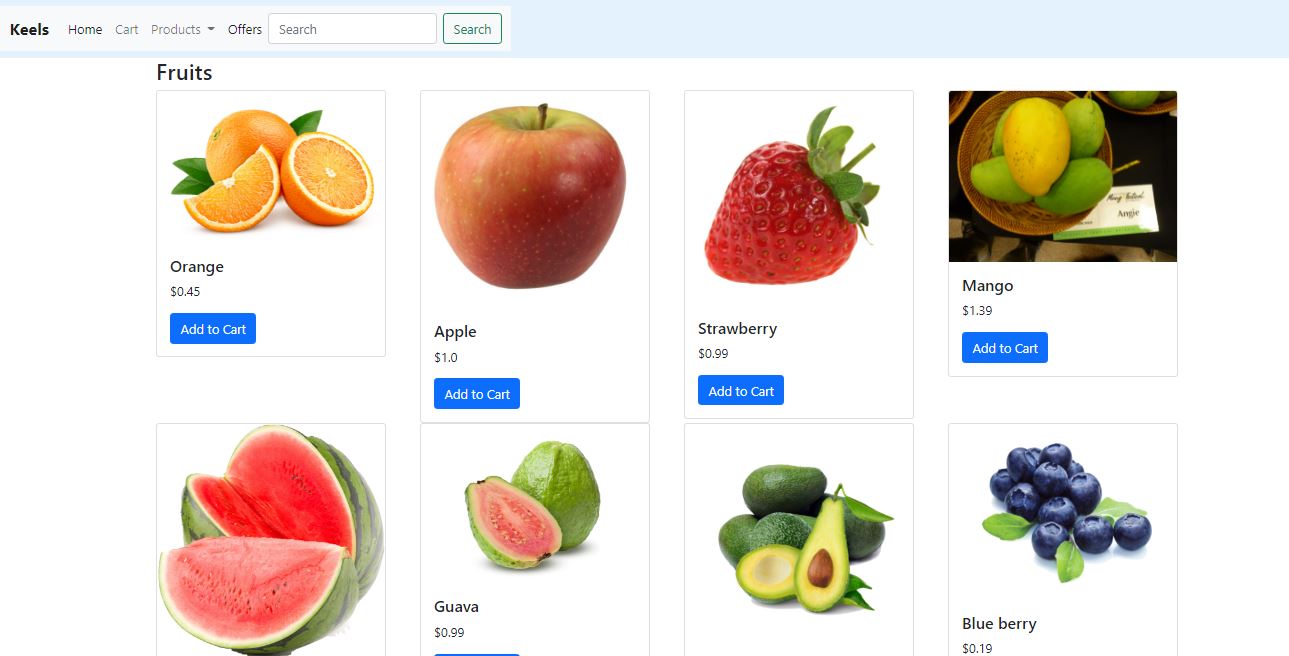 Keels Home Cart Products Offers Search Search
Fruits
Orange
$0.45
Add to Cart
Apple
$1.0
Add to Cart
Strawberry
$0.99
Add to Cart
Angie
Mango
$1.39
Add to Cart
Guava
$0.99
Blue berry
$0.19